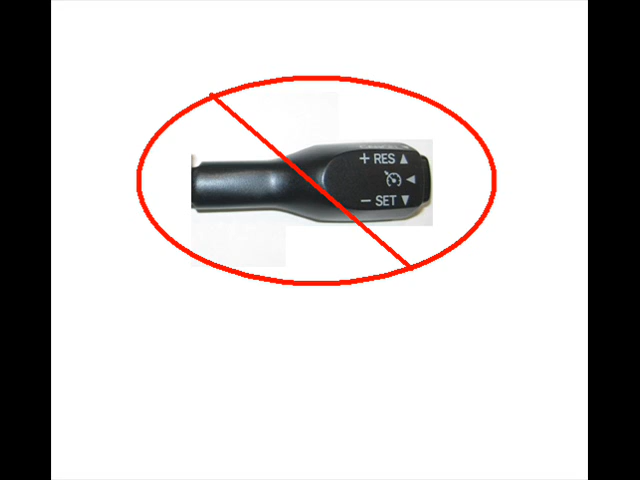 + RES ▲
◀
− SET ▼